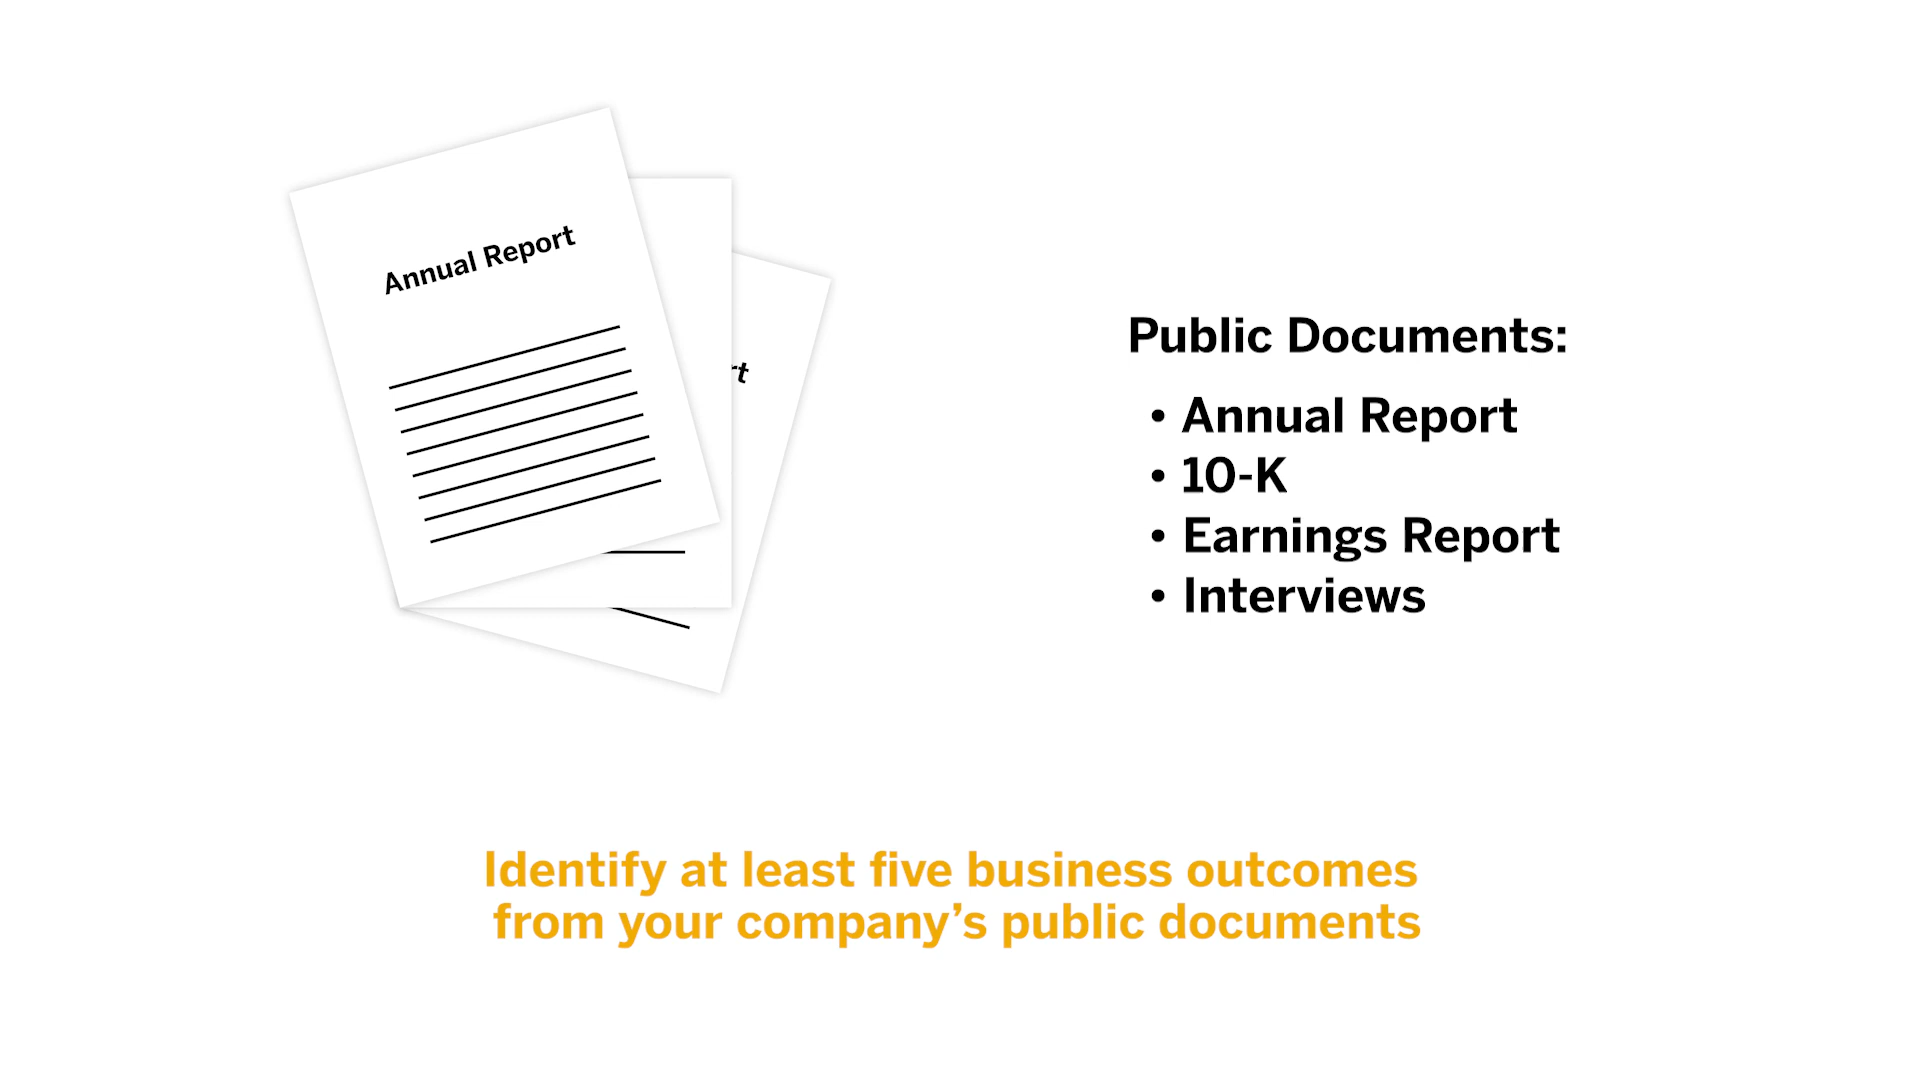 Annual Report
Public Documents:
• Annual Report
• 10-K
• Earnings Report
• Interviews
Identify at least five business outcomes
from your company’s public documents